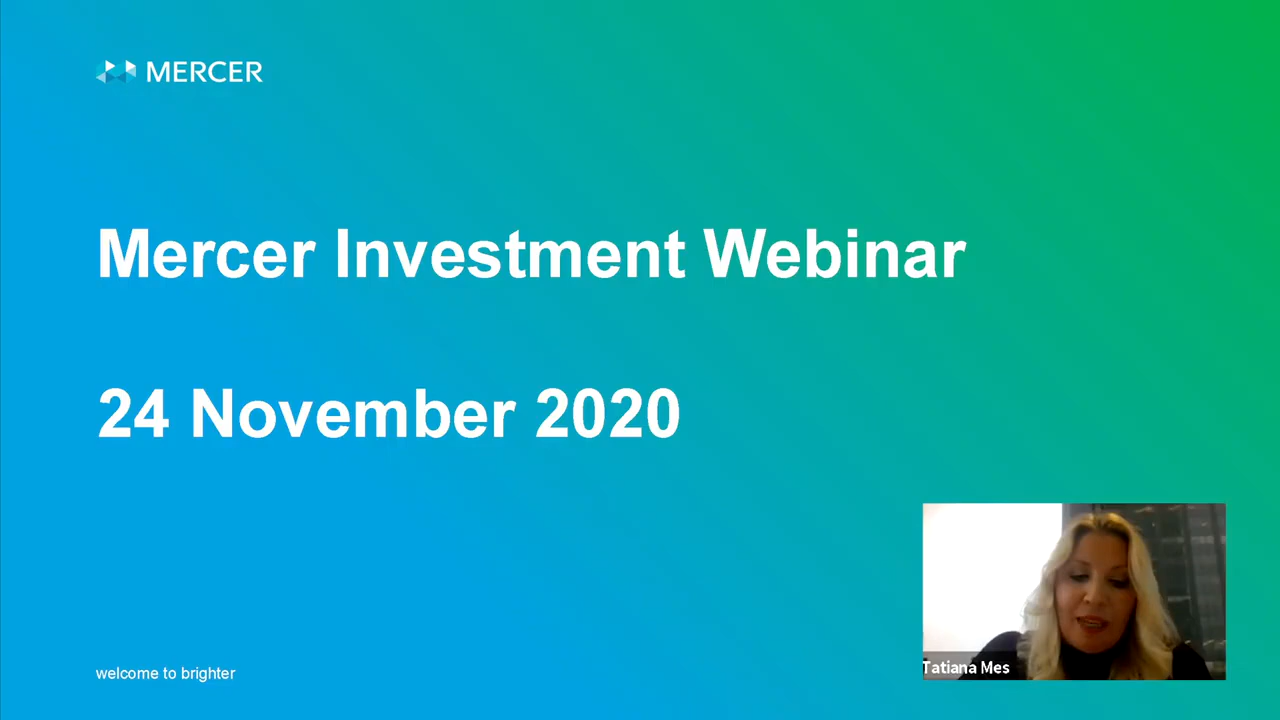 MERCER
Mercer Investment Webinar
24 November 2020
welcome to brighter
Tatiana Mes